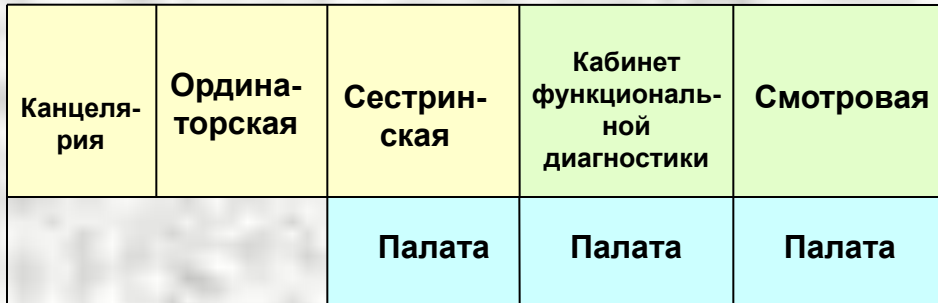 Канцеля-
рия
Ордина-
торская
Сестрин-
ская
Кабинет
функциональ-
ной
диагностики
Смотровая
Палата
Палата
Палата